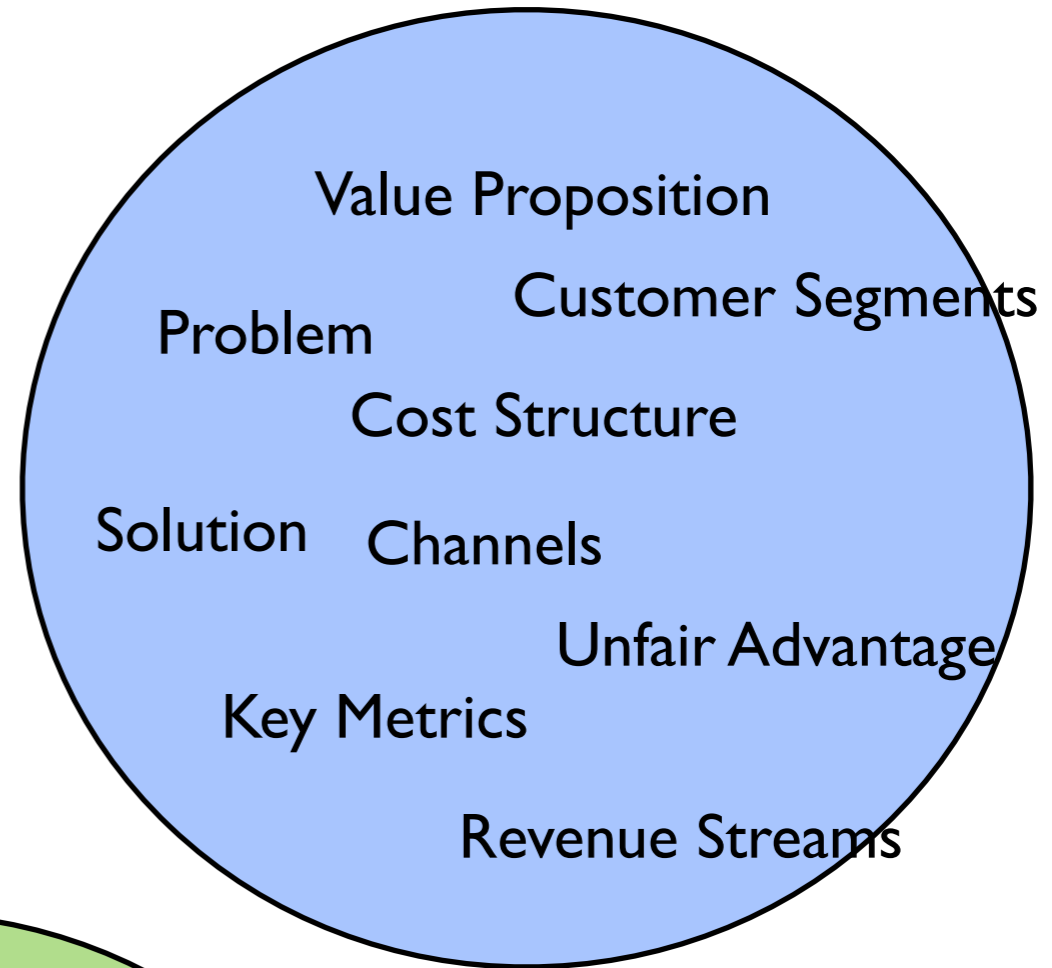 Value Proposition
Customer Segments
Problem
Cost Structure
Solution
Channels
Unfair Advantage
Key Metrics
Revenue Streams